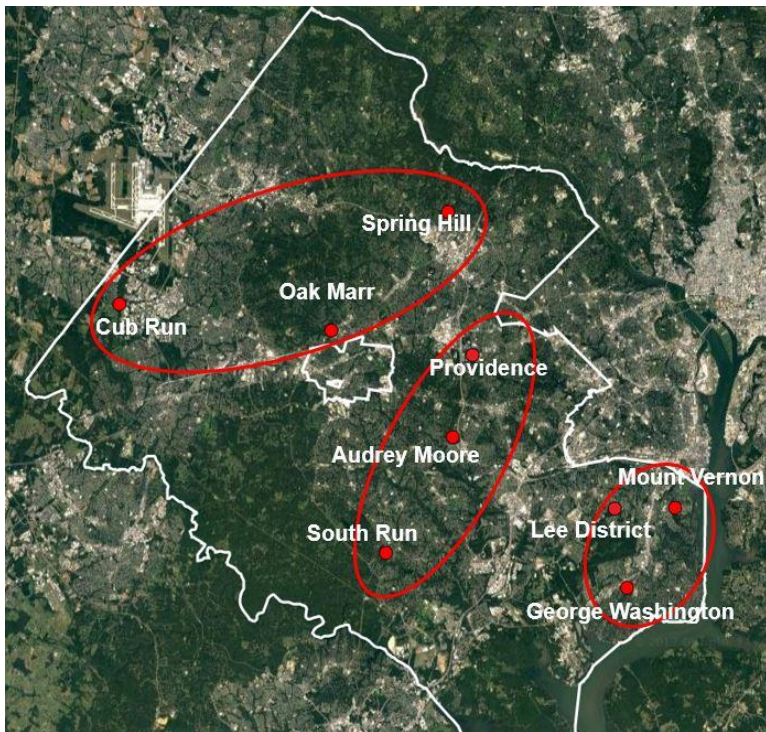 Spring Hill
Oak Marr
Cub Run
Providence
Audrey Moore
Mount Vernon
South Run
Lee District
George Washington